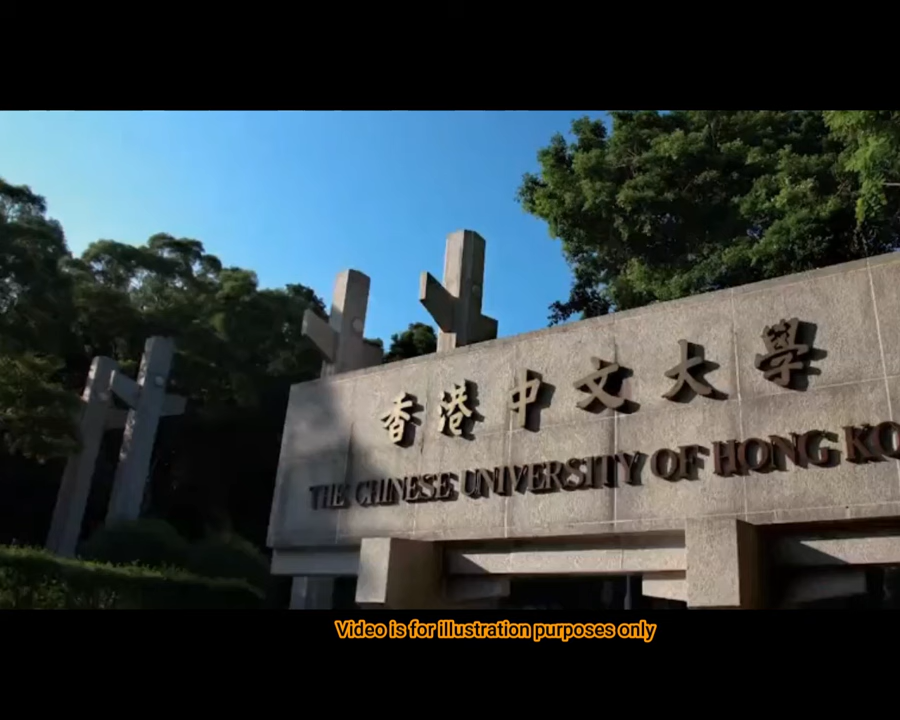 香港中文大學
THE CHINESE UNIVERSITY OF HONG
Video is for illustration purposes only